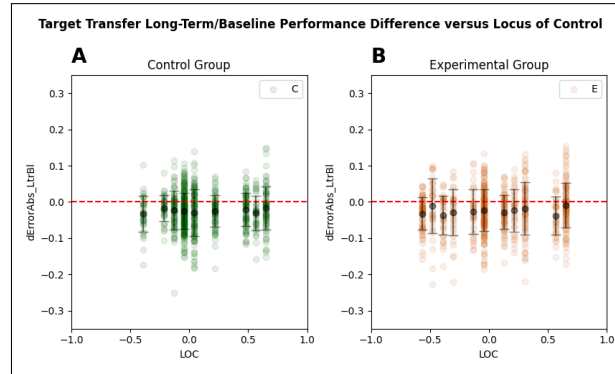 Target Transfer Long-Term/Baseline Performance Difference versus Locus of Control
A
Control Group
C
0.3
0.2
0.1
0.0
−0.1
−0.2
−0.3
dErrorAbs_LtrBl
−1.0
−0.5
0.0
0.5
1.0
LOC
B
Experimental Group
E
0.3
0.2
0.1
0.0
−0.1
−0.2
−0.3
dErrorAbs_LtrBl
−1.0
−0.5
0.0
0.5
1.0
LOC